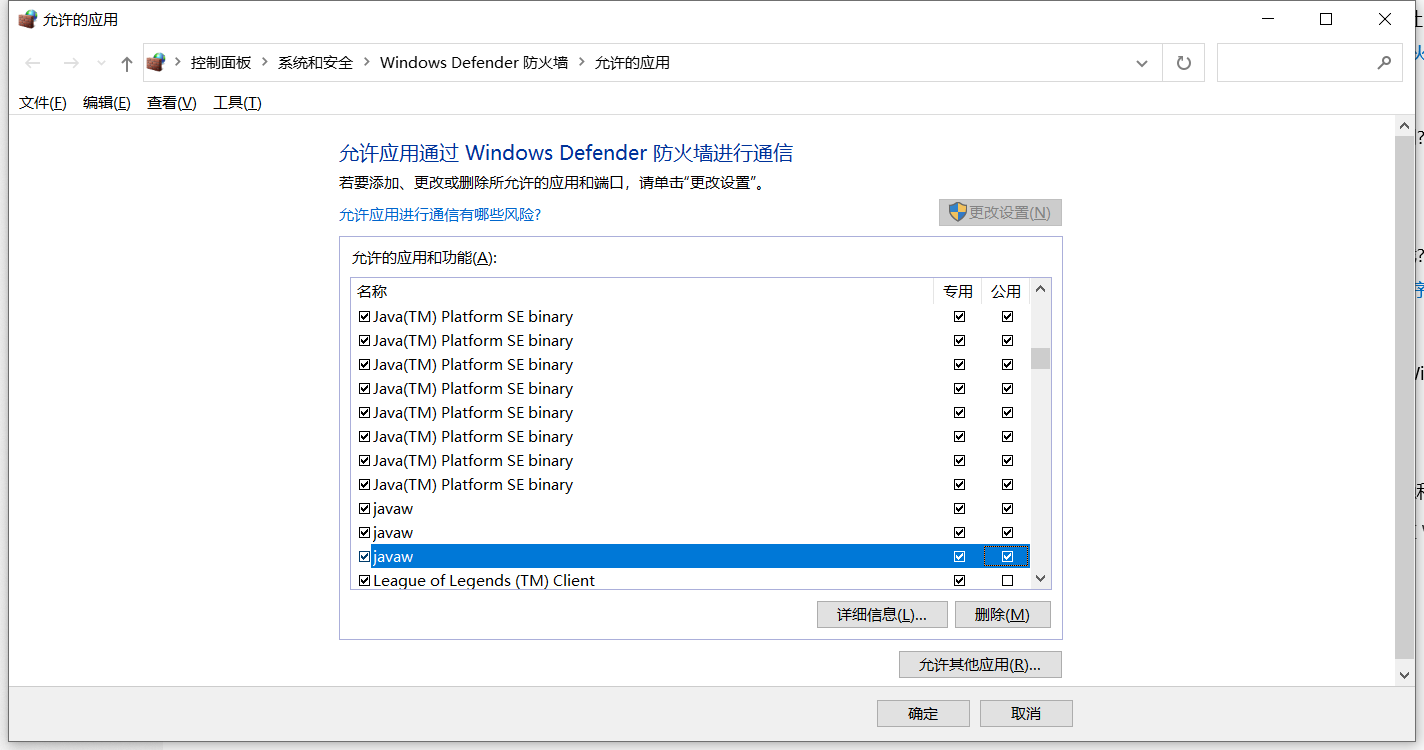 允许的应用
控制面板 系统和安全 Windows Defender 防火墙 允许的应用
文件(F) 编辑(E) 查看(V) 工具(T)
允许应用通过 Windows Defender 防火墙进行通信
若要添加、更改或删除所允许的应用和端口，请单击"更改设置"。
允许应用进行通信有哪些风险?
更改设置(N)
允许的应用和功能(A):
名称 专用 公用
Java(TM) Platform SE binary
Java(TM) Platform SE binary
Java(TM) Platform SE binary
Java(TM) Platform SE binary
Java(TM) Platform SE binary
Java(TM) Platform SE binary
Java(TM) Platform SE binary
Java(TM) Platform SE binary
javaw
javaw
javaw
League of Legends (TM) Client
详细信息(L)... 删除(M)
允许其他应用(R)...
确定 取消